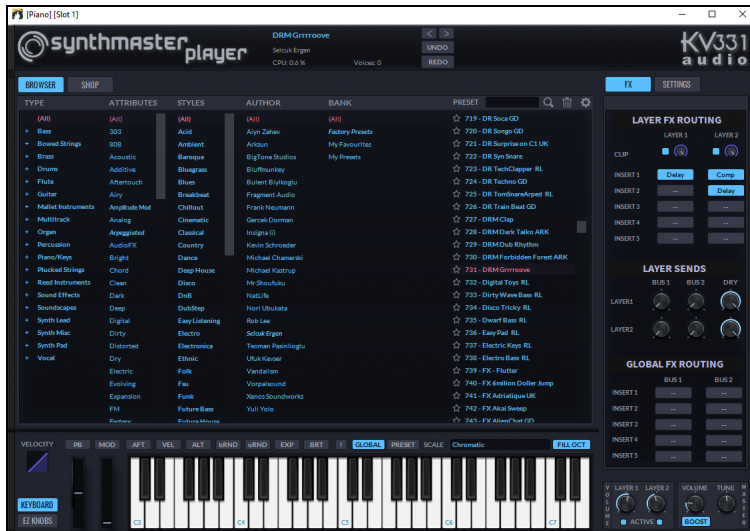 [Piano] [Slot 1]
synthmaster player
DRM Grrrroove
Selcuk Ergen
CPU: 0.6 %
Voices: 0
< >
UNDO
REDO
KV331
audio
BROWSER
SHOP
FX
SETTINGS
TYPE
(All)
+ Bass
+ Bowed Strings
+ Brass
+ Drums
+ Flute
+ Guitar
+ Mallet Instruments
+ Multitrack
+ Organ
+ Percussion
+ Piano/Keys
+ Plucked Strings
+ Reed Instruments
+ Sound Effects
+ Soundscapes
+ Synth Lead
+ Synth Misc
+ Synth Pad
+ Vocal
ATTRIBUTES
(All)
303
808
Acoustic
Additive
Aftertouch
Airy
Amplitude Mod
Analog
Arpeggiated
AudioFX
Bright
Chord
Clean
Dark
Deep
Digital
Dirty
Distorted
Dry
Electric
Evolving
Expansion
FM
Factory
STYLES
(All)
Acid
Ambient
Baroque
Bluegrass
Blues
Breakbeat
Chillout
Cinematic
Classical
Country
Dance
Deep House
Disco
DnB
DubStep
Easy Listening
Electro
Electronica
Ethnic
Folk
Fsu
Funk
Future Bass
Future House
AUTHOR
(All)
Aiyn Zahev
Arksun
BigTone Studios
Bluffmunkey
Bulent Biyikoglu
Fragment Audio
Frank Neumann
Gercek Dorman
Insigna (i)
Kevin Schroeder
Michael Chamerski
Michael Kastrup
Mr.Shoufuku
NatLife
Nori Ubukata
Rob Lee
Selcuk Ergen
Teoman Pasinlioglu
Ufuk Kevser
Vandalism
Vorpalsound
Xenos Soundworks
Yuli Yolo
BANK
(All)
Factory Presets
My Favourites
My Presets
PRESET
719 - DR Soca GD
720 - DR Songo GD
721 - DR Surprise on C1 UK
722 - DR Syn Snare
723 - DR TechClapper RL
724 - DR Techno GD
725 - DR TomSnareArped RL
726 - DR Train Beat GD
727 - DRM Clap
728 - DRM Dark Taiko ARK
729 - DRM Dub Rhythm
730 - DRM Forbidden Forest ARK
731 - DRM Grrrroove
732 - Digital Toys RL
733 - Dirty Wave Bass RL
734 - Disco Tricky RL
735 - Dwarf Bass RL
736 - Easy Pad RL
737 - Electric Keys RL
738 - Electro Bass RL
739 - FX - Flutter
740 - FX 6milion Doller Jump
741 - FX Adriatique UK
742 - FX Akai Sweep
743 - FX AlienChat GD
LAYER FX ROUTING
LAYER 1 LAYER 2
CLIP
INSERT 1 Delay Comp
INSERT 2 -- Delay
INSERT 3 -- --
INSERT 4 -- --
INSERT 5 -- --
LAYER SENDS
BUS 1 BUS 2 DRY
LAYER1
LAYER2
GLOBAL FX ROUTING
BUS 1 BUS 2
INSERT 1 -- --
INSERT 2 -- --
INSERT 3 -- --
INSERT 4 -- --
INSERT 5 -- --
VELOCITY
PB MOD AFT VEL ALT bRND uRND EXP BRT ! GLOBAL PRESET SCALE Chromatic FILL OCT
KEYBOARD
EZ KNOBS
C3 C4 C5 C6 C7
VOLUME
LAYER 1 LAYER 2
ACTIVE
VOLUME TUNE
BOOST